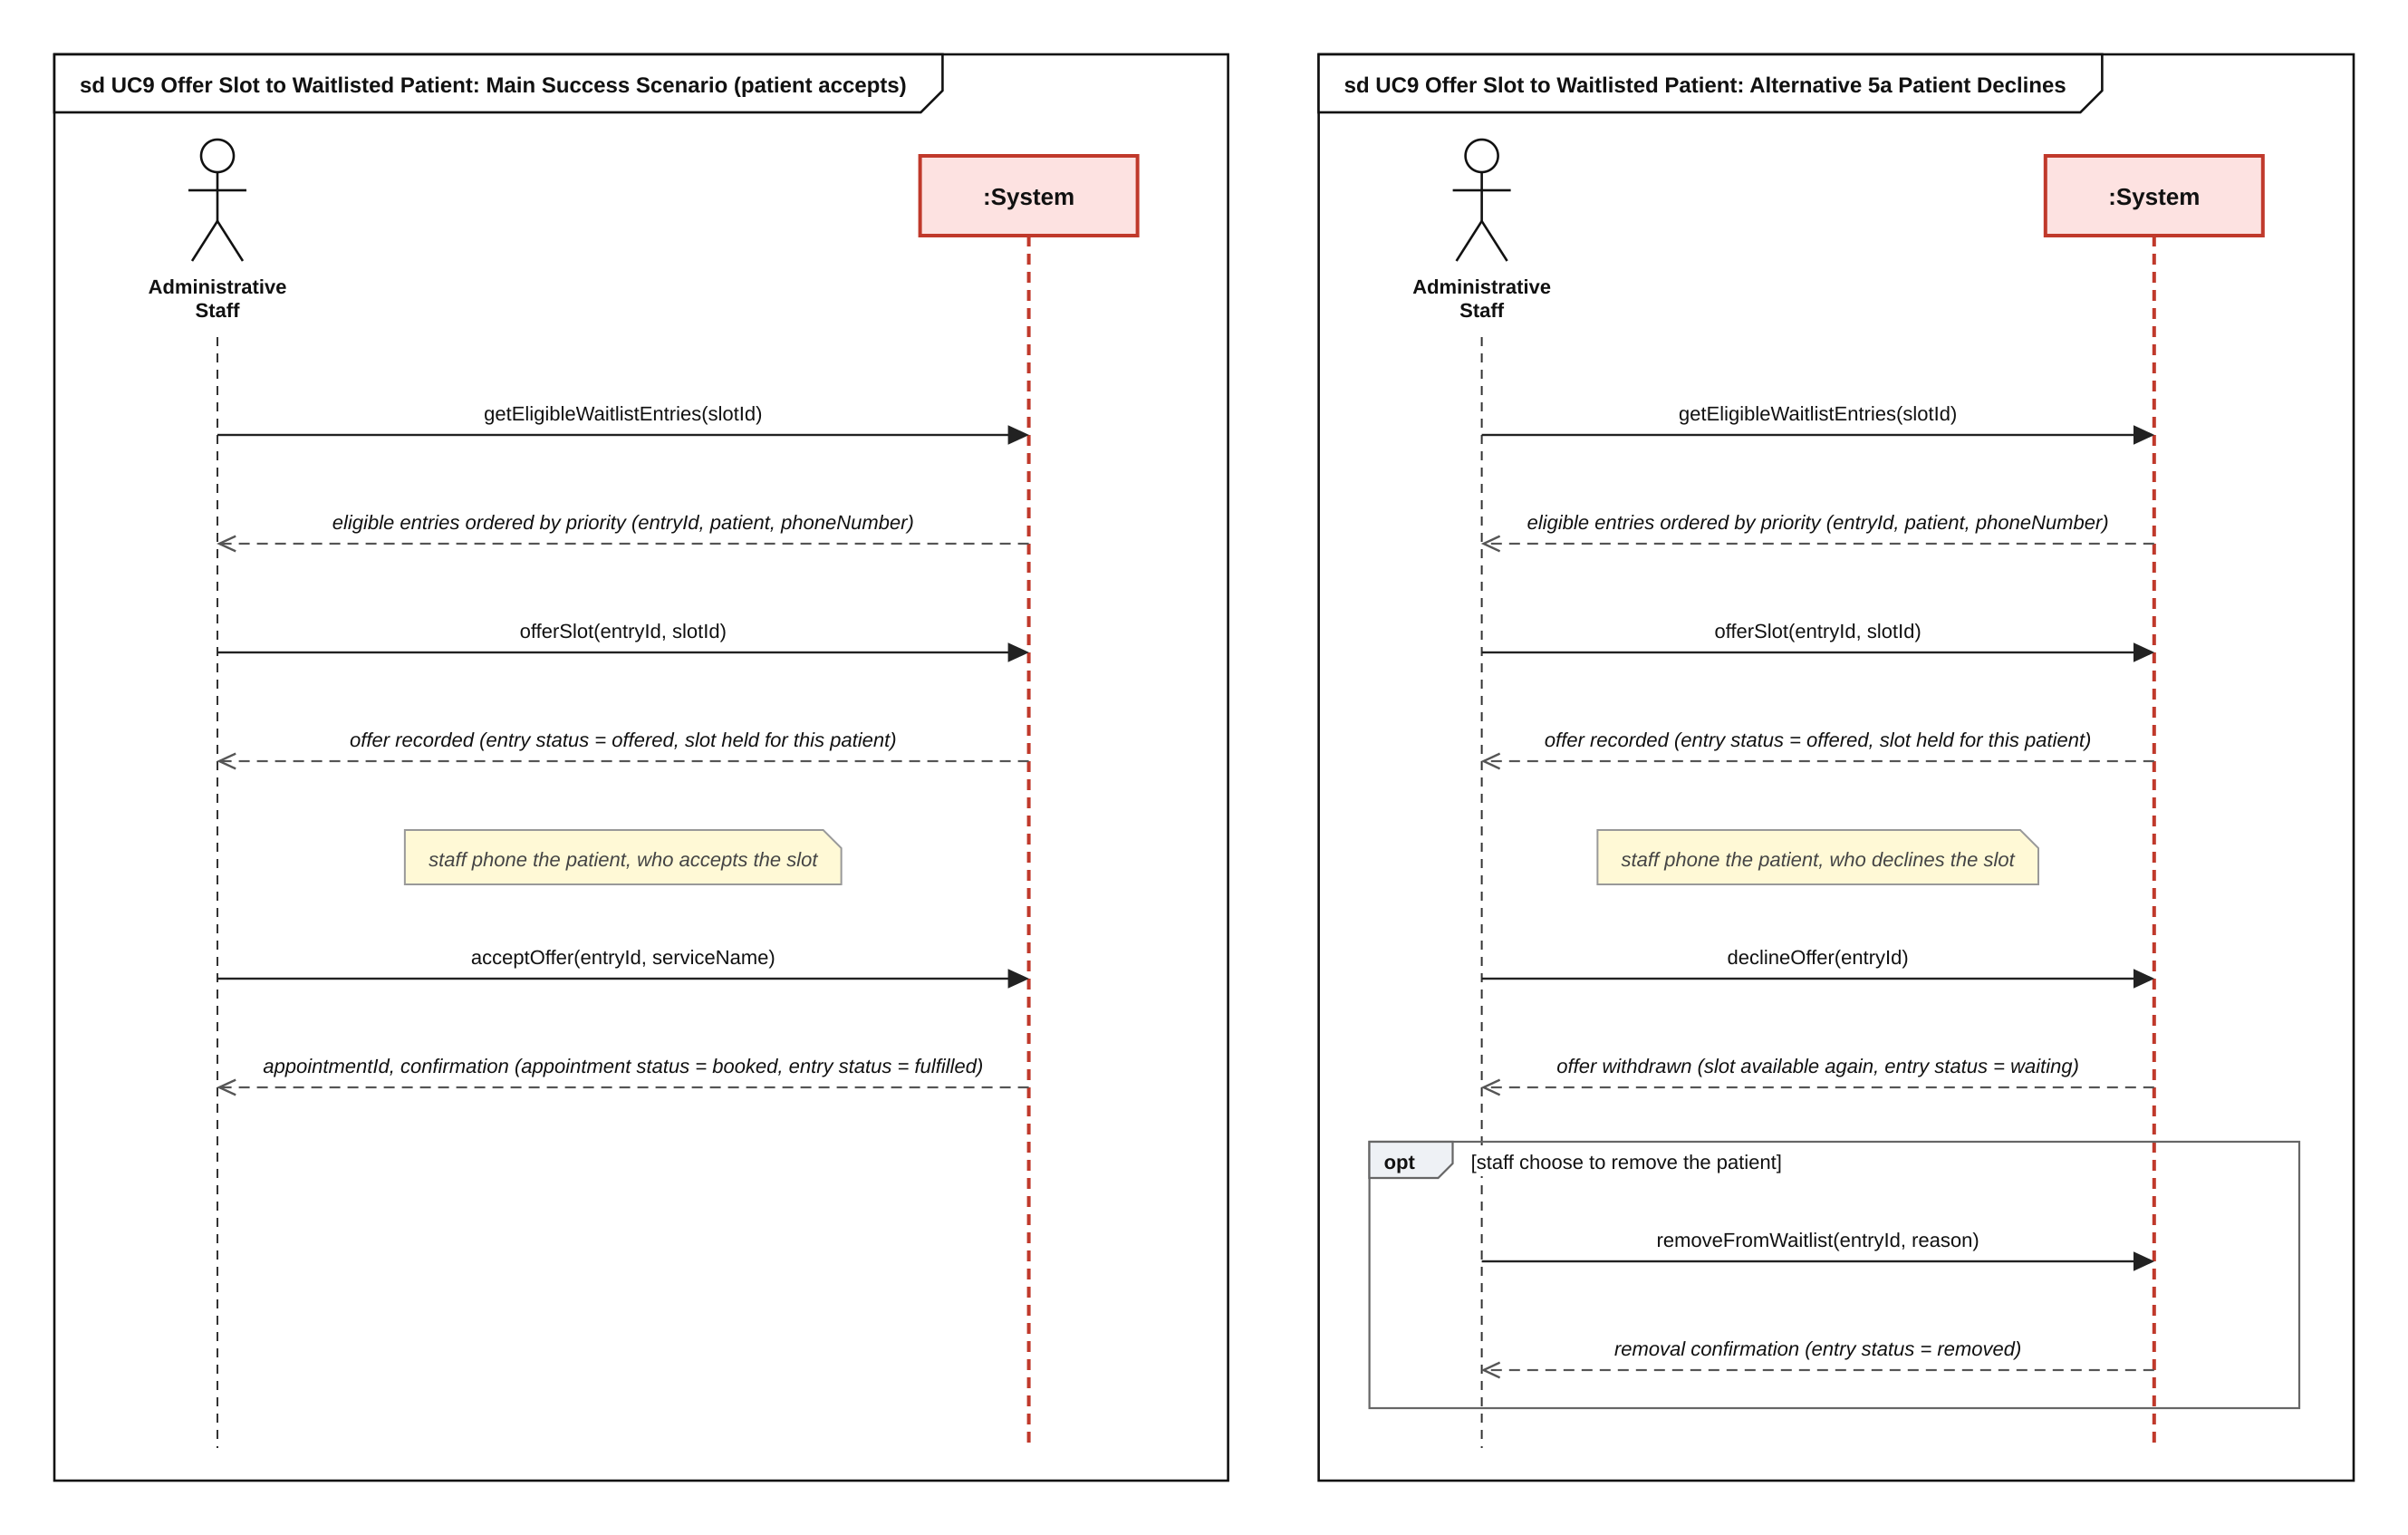 sd UC9 Offer Slot to Waitlisted Patient: Main Success Scenario (patient accepts)
:System
Administrative
Staff
getEligibleWaitlistEntries(slotId)
eligible entries ordered by priority (entryId, patient, phoneNumber)
offerSlot(entryId, slotId)
offer recorded (entry status = offered, slot held for this patient)
staff phone the patient, who accepts the slot
acceptOffer(entryId, serviceName)
appointmentId, confirmation (appointment status = booked, entry status = fulfilled)
sd UC9 Offer Slot to Waitlisted Patient: Alternative 5a Patient Declines
:System
Administrative
Staff
getEligibleWaitlistEntries(slotId)
eligible entries ordered by priority (entryId, patient, phoneNumber)
offerSlot(entryId, slotId)
offer recorded (entry status = offered, slot held for this patient)
staff phone the patient, who declines the slot
declineOffer(entryId)
offer withdrawn (slot available again, entry status = waiting)
opt [staff choose to remove the patient]
removeFromWaitlist(entryId, reason)
removal confirmation (entry status = removed)